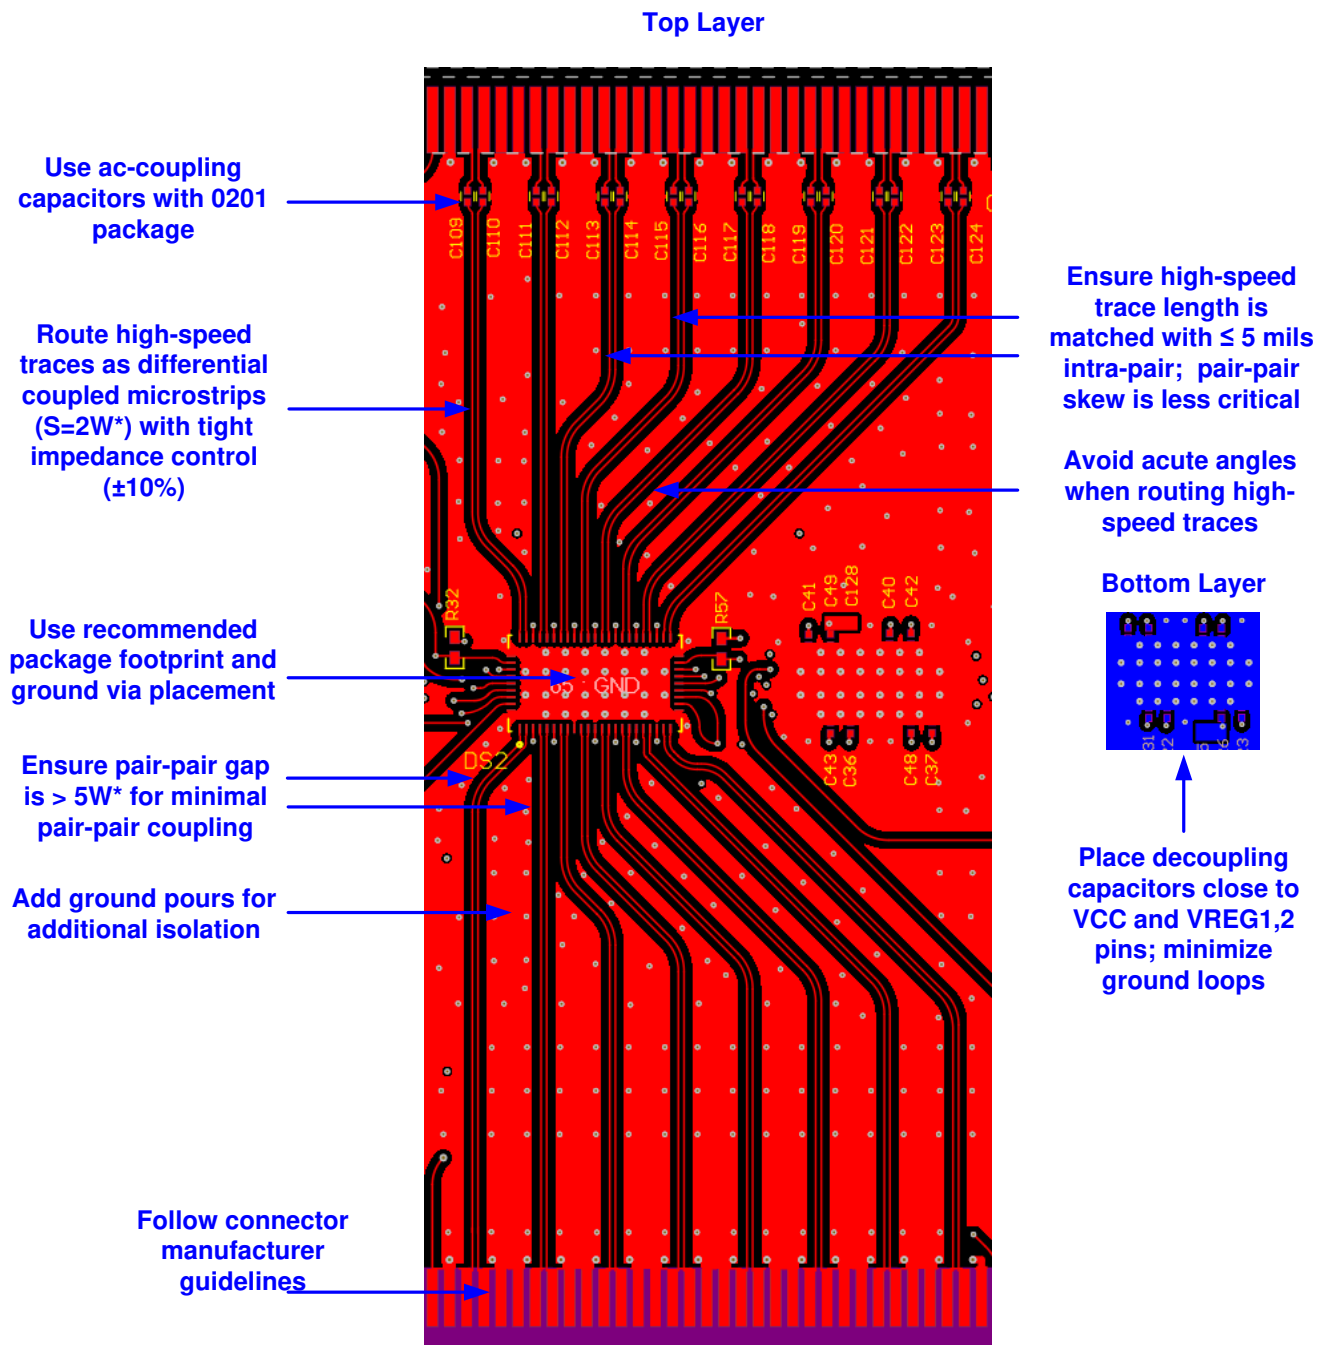 Top Layer
Use ac-coupling
capacitors with 0201
package
C109
C110
C111
C112
C113
C114
C115
C116
C117
C118
C119
C120
C121
C122
C123
C124
Ensure high-speed
trace length is
matched with ≤ 5 mils
intra-pair; pair-pair
skew is less critical
Route high-speed
traces as differential
coupled microstrips
(S=2W*) with tight
impedance control
(±10%)
Avoid acute angles
when routing high-
speed traces
Bottom Layer
R32
R57
C41
C49
C128
C40
C42
Use recommended
package footprint and
ground via placement
65 : GND
DS2
C43
C36
C48
C37
Ensure pair-pair gap
is > 5W* for minimal
pair-pair coupling
Place decoupling
capacitors close to
VCC and VREG1,2
pins; minimize
ground loops
Add ground pours for
additional isolation
Follow connector
manufacturer
guidelines